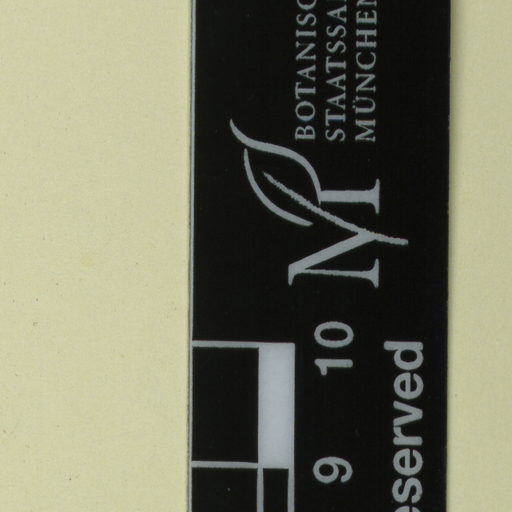 BOTANISC
STAATSSA
MÜNCHEN
M
9 10
eserved